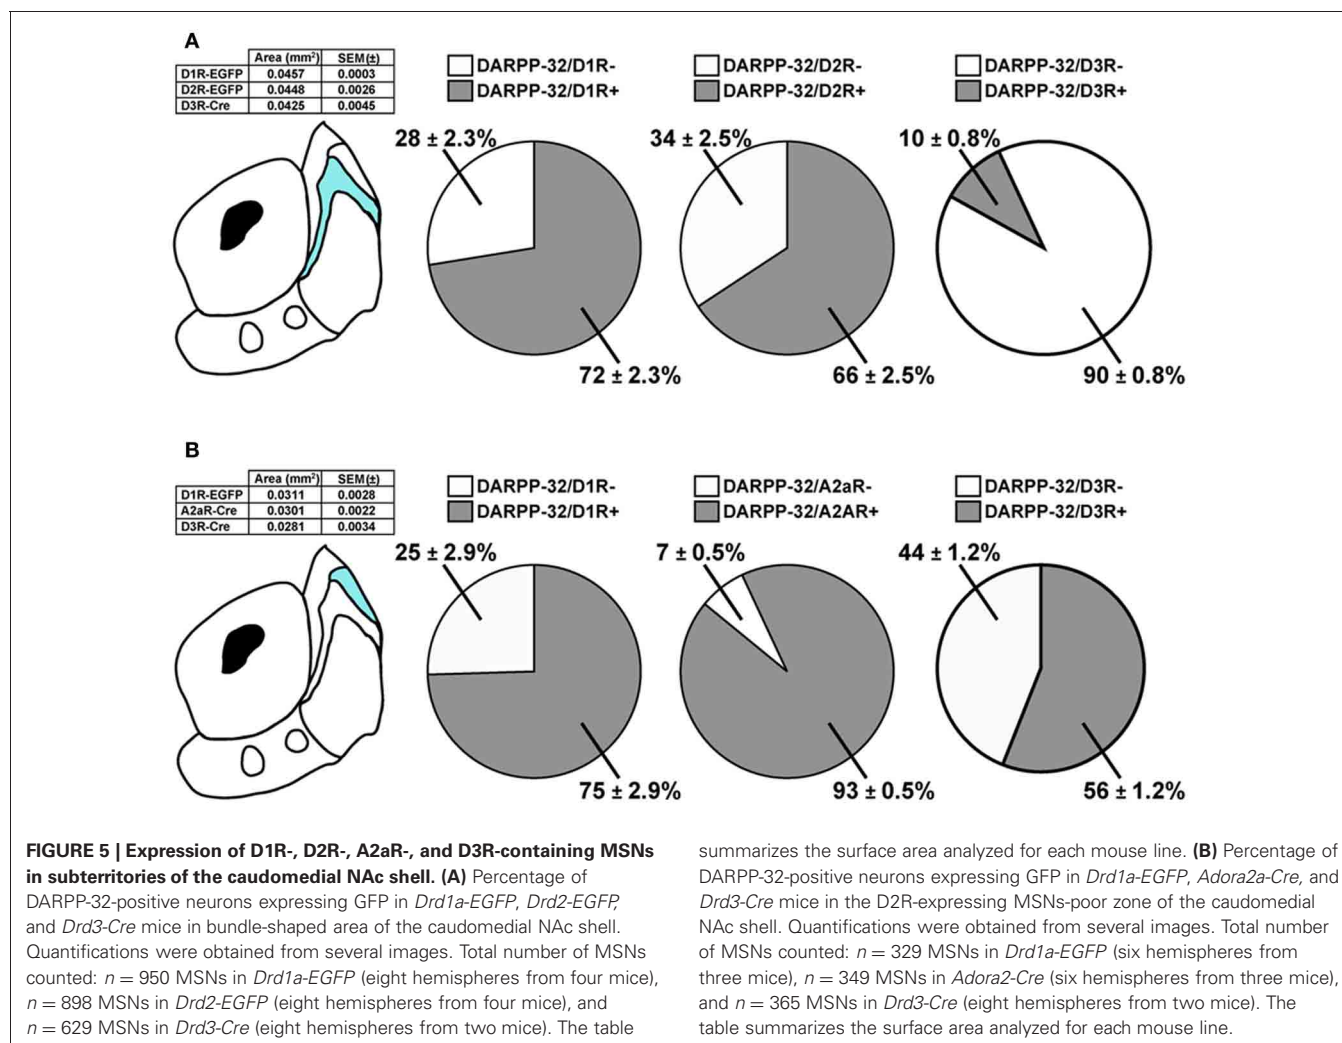 A
Area (mm²) SEM(±)
D1R-EGFP 0.0457 0.0003
D2R-EGFP 0.0448 0.0026
D3R-Cre 0.0425 0.0045
DARPP-32/D1R-
DARPP-32/D1R+
28 ± 2.3%
72 ± 2.3%
DARPP-32/D2R-
DARPP-32/D2R+
34 ± 2.5%
66 ± 2.5%
DARPP-32/D3R-
DARPP-32/D3R+
10 ± 0.8%
90 ± 0.8%
B
Area (mm²) SEM(±)
D1R-EGFP 0.0311 0.0028
A2aR-Cre 0.0301 0.0022
D3R-Cre 0.0281 0.0034
DARPP-32/D1R-
DARPP-32/D1R+
25 ± 2.9%
75 ± 2.9%
DARPP-32/A2aR-
DARPP-32/A2AR+
7 ± 0.5%
93 ± 0.5%
DARPP-32/D3R-
DARPP-32/D3R+
44 ± 1.2%
56 ± 1.2%
FIGURE 5 | Expression of D1R-, D2R-, A2aR-, and D3R-containing MSNs
in subterritories of the caudomedial NAc shell. (A) Percentage of
DARPP-32-positive neurons expressing GFP in Drd1a-EGFP, Drd2-EGFP,
and Drd3-Cre mice in bundle-shaped area of the caudomedial NAc shell.
Quantifications were obtained from several images. Total number of MSNs
counted: n = 950 MSNs in Drd1a-EGFP (eight hemispheres from four mice),
n = 898 MSNs in Drd2-EGFP (eight hemispheres from four mice), and
n = 629 MSNs in Drd3-Cre (eight hemispheres from two mice). The table
summarizes the surface area analyzed for each mouse line. (B) Percentage of
DARPP-32-positive neurons expressing GFP in Drd1a-EGFP, Adora2a-Cre, and
Drd3-Cre mice in the D2R-expressing MSNs-poor zone of the caudomedial
NAc shell. Quantifications were obtained from several images. Total number
of MSNs counted: n = 329 MSNs in Drd1a-EGFP (six hemispheres from
three mice), n = 349 MSNs in Adora2-Cre (six hemispheres from three mice),
and n = 365 MSNs in Drd3-Cre (eight hemispheres from two mice). The
table summarizes the surface area analyzed for each mouse line.